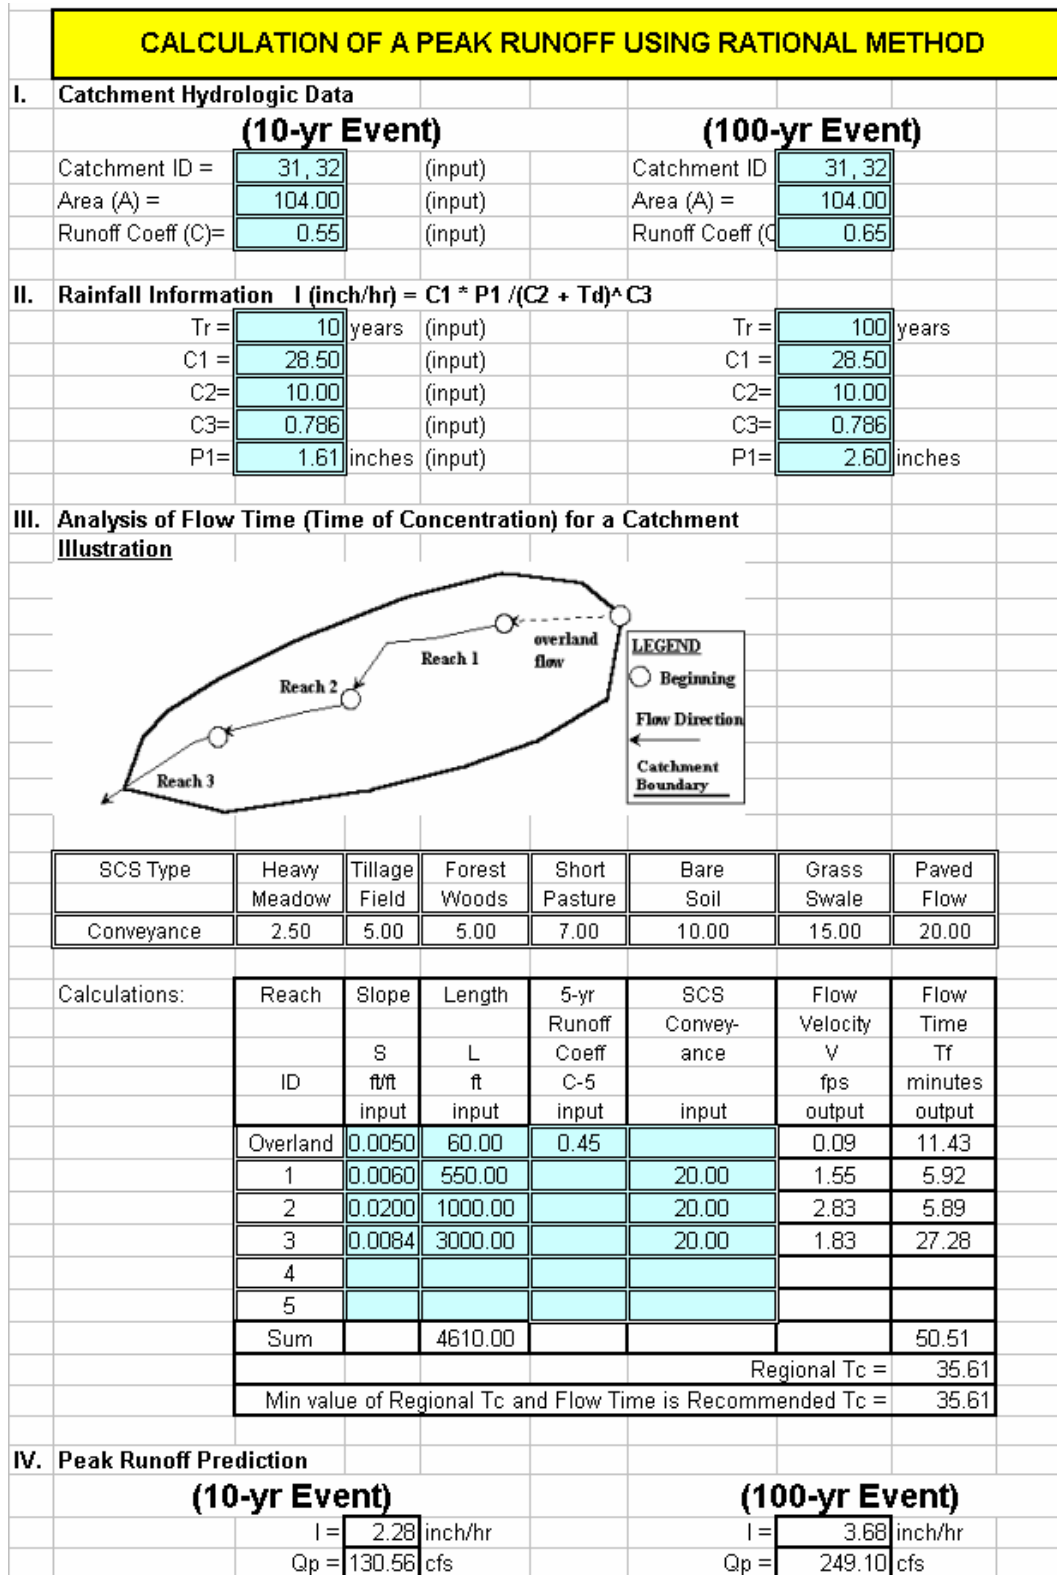 CALCULATION OF A PEAK RUNOFF USING RATIONAL METHOD
I. Catchment Hydrologic Data
(10-yr Event) (100-yr Event)
Catchment ID = 31, 32 (input) Catchment ID 31, 32
Area (A) = 104.00 (input) Area (A) = 104.00
Runoff Coeff (C)= 0.55 (input) Runoff Coeff (C 0.65
II. Rainfall Information I (inch/hr) = C1 * P1 /(C2 + Td)^C3
Tr = 10 years (input) Tr = 100 years
C1 = 28.50 (input) C1 = 28.50
C2= 10.00 (input) C2= 10.00
C3= 0.786 (input) C3= 0.786
P1= 1.61 inches (input) P1= 2.60 inches
III. Analysis of Flow Time (Time of Concentration) for a Catchment
Illustration
overland
flow
Reach 1
Reach 2
Reach 3
LEGEND
Beginning
Flow Direction
Catchment
Boundary
SCS Type Heavy Tillage Forest Short Bare Grass Paved
Meadow Field Woods Pasture Soil Swale Flow
Conveyance 2.50 5.00 5.00 7.00 10.00 15.00 20.00
Calculations: Reach Slope Length 5-yr SCS Flow Flow
Runoff Convey- Velocity Time
S L Coeff ance V Tf
ID ft/ft ft C-5 fps minutes
input input input input output output
Overland 0.0050 60.00 0.45 0.09 11.43
1 0.0060 550.00 20.00 1.55 5.92
2 0.0200 1000.00 20.00 2.83 5.89
3 0.0084 3000.00 20.00 1.83 27.28
4
5
Sum 4610.00 50.51
Regional Tc = 35.61
Min value of Regional Tc and Flow Time is Recommended Tc = 35.61
IV. Peak Runoff Prediction
(10-yr Event) (100-yr Event)
I = 2.28 inch/hr I = 3.68 inch/hr
Qp = 130.56 cfs Qp = 249.10 cfs